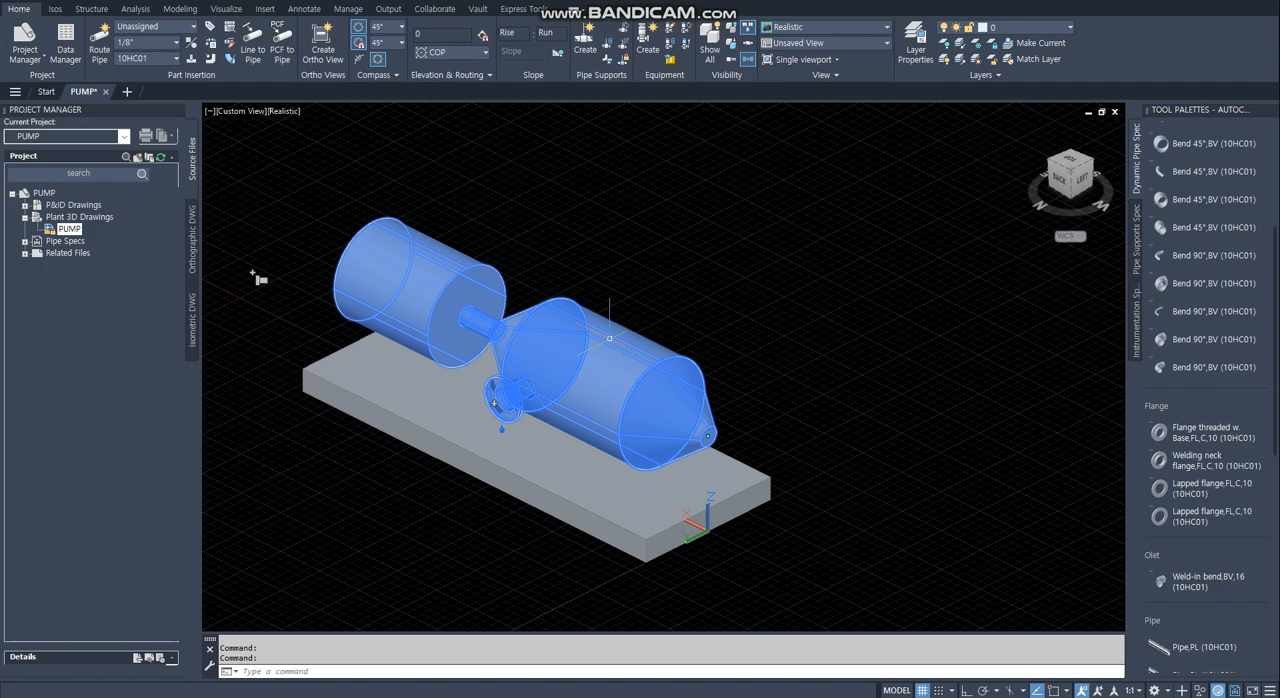 Home Isos Structure Analysis Modeling Visualize Insert Annotate Manage Output Collaborate Vault Express Tools
www.BANDICAM.com
Project Manager
Data Manager
Project
Route Pipe
Unassigned
1/8"
10HC01
Line to Pipe
PCF to Pipe
Part Insertion
Create Ortho View
Ortho Views
45°
45°
Compass
0
COP
Elevation & Routing
Rise Run
Slope
Slope
Create
Pipe Supports
Create
Equipment
Show All
Visibility
Realistic
Unsaved View
Single viewport
View
Layer Properties
0
Make Current
Match Layer
Layers
Start PUMP*
PROJECT MANAGER
Current Project:
PUMP
Project
search
PUMP
P&ID Drawings
Plant 3D Drawings
PUMP
Pipe Specs
Related Files
Details
Source Files
Orthographic DWG
Isometric DWG
[−][Custom View][Realistic]
TOP
BACK
LEFT
N
WCS
Z
X
Command:
Command:
Type a command
TOOL PALETTES - AUTOC...
Dynamic Pipe Spec
Pipe Supports Spec
Instrumentation Sp...
Bend 45°,BV (10HC01)
Bend 45°,BV (10HC01)
Bend 45°,BV (10HC01)
Bend 45°,BV (10HC01)
Bend 90°,BV (10HC01)
Bend 90°,BV (10HC01)
Bend 90°,BV (10HC01)
Bend 90°,BV (10HC01)
Bend 90°,BV (10HC01)
Flange
Flange threaded w. Base,FL,C,10 (10HC01)
Welding neck flange,FL,C,10 (10HC01)
Lapped flange,FL,C,10 (10HC01)
Lapped flange,FL,C,10 (10HC01)
Olet
Weld-in bend,BV,16 (10HC01)
Pipe
Pipe,PL (10HC01)
MODEL
1:1